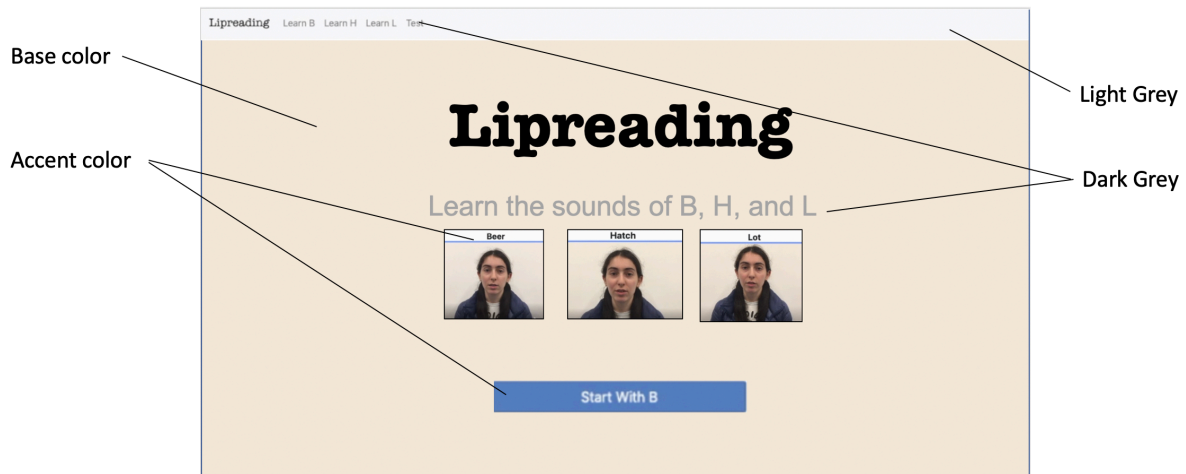 Lipreading Learn B Learn H Learn L Test
Base color
Light Grey
Lipreading
Accent color
Dark Grey
Learn the sounds of B, H, and L
Beer Hatch Lot
Start With B